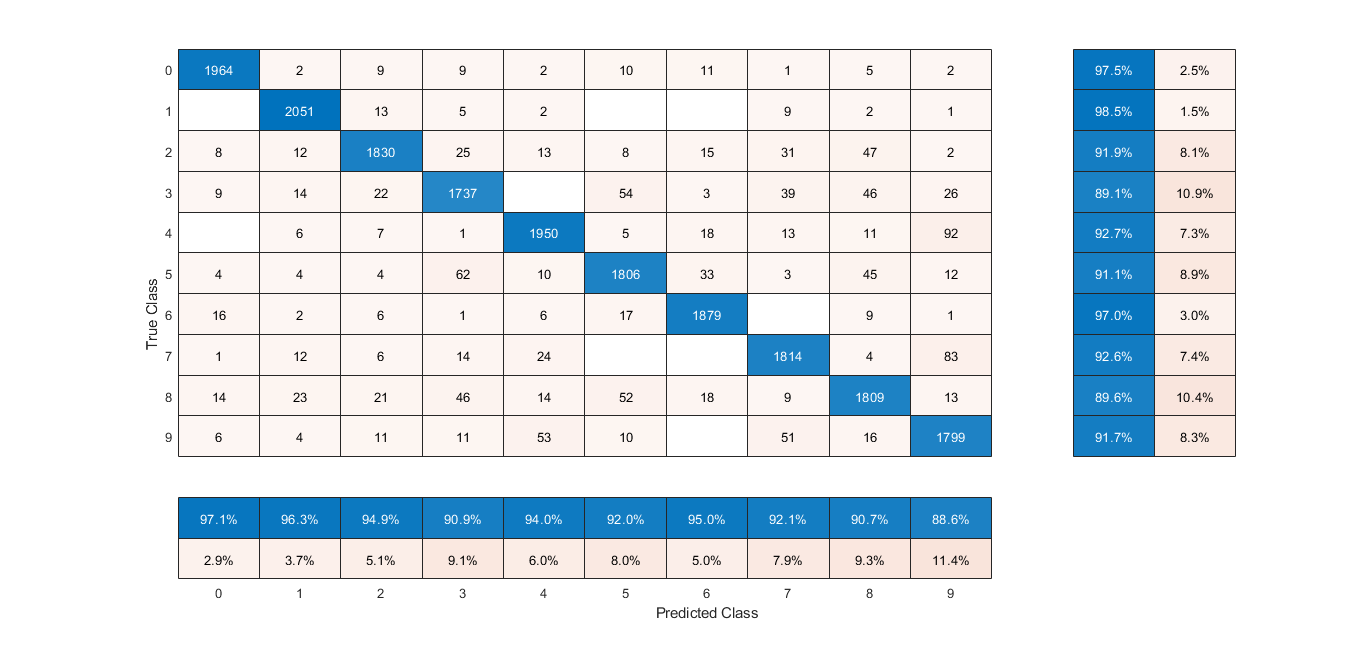 0 1964 2 9 9 2 10 11 1 5 2 97.5% 2.5%
1 2051 13 5 2 9 2 1 98.5% 1.5%
2 8 12 1830 25 13 8 15 31 47 2 91.9% 8.1%
3 9 14 22 1737 54 3 39 46 26 89.1% 10.9%
4 6 7 1 1950 5 18 13 11 92 92.7% 7.3%
5 4 4 4 62 10 1806 33 3 45 12 91.1% 8.9%
True Class
6 16 2 6 1 6 17 1879 9 1 97.0% 3.0%
7 1 12 6 14 24 1814 4 83 92.6% 7.4%
8 14 23 21 46 14 52 18 9 1809 13 89.6% 10.4%
9 6 4 11 11 53 10 51 16 1799 91.7% 8.3%
97.1% 96.3% 94.9% 90.9% 94.0% 92.0% 95.0% 92.1% 90.7% 88.6%
2.9% 3.7% 5.1% 9.1% 6.0% 8.0% 5.0% 7.9% 9.3% 11.4%
0 1 2 3 4 5 6 7 8 9
Predicted Class